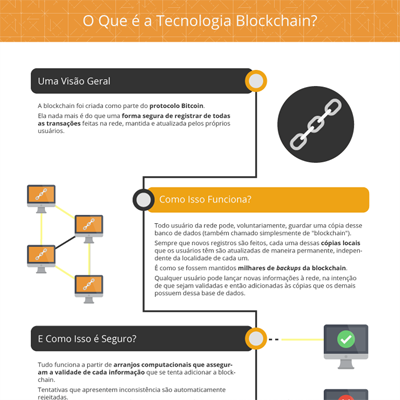 O Que é a Tecnologia Blockchain?
Uma Visão Geral
A blockchain foi criada como parte do protocolo Bitcoin.
Ela nada mais é do que uma forma segura de registrar de todas
as transações feitas na rede, mantida e atualizada pelos próprios
usuários.
Como Isso Funciona?
Todo usuário da rede pode, voluntariamente, guardar uma cópia desse
banco de dados (também chamado simplesmente de "blockchain").
Sempre que novos registros são feitos, cada uma dessas cópias locais
que os usuários têm são atualizadas de maneira permanente, indepen-
dente da localidade de cada um.
É como se fossem mantidos milhares de backups da blockchain.
Qualquer usuário pode lançar novas informações à rede, na intenção
de que sejam validadas e então adicionadas às cópias que os demais
possuem dessa base de dados.
E Como Isso é Seguro?
Tudo funciona a partir de arranjos computacionais que assegur-
am a validade de cada informação que se tenta adicionar a block-
chain.
Tentativas que apresentem inconsistência são automaticamente
rejeitadas.